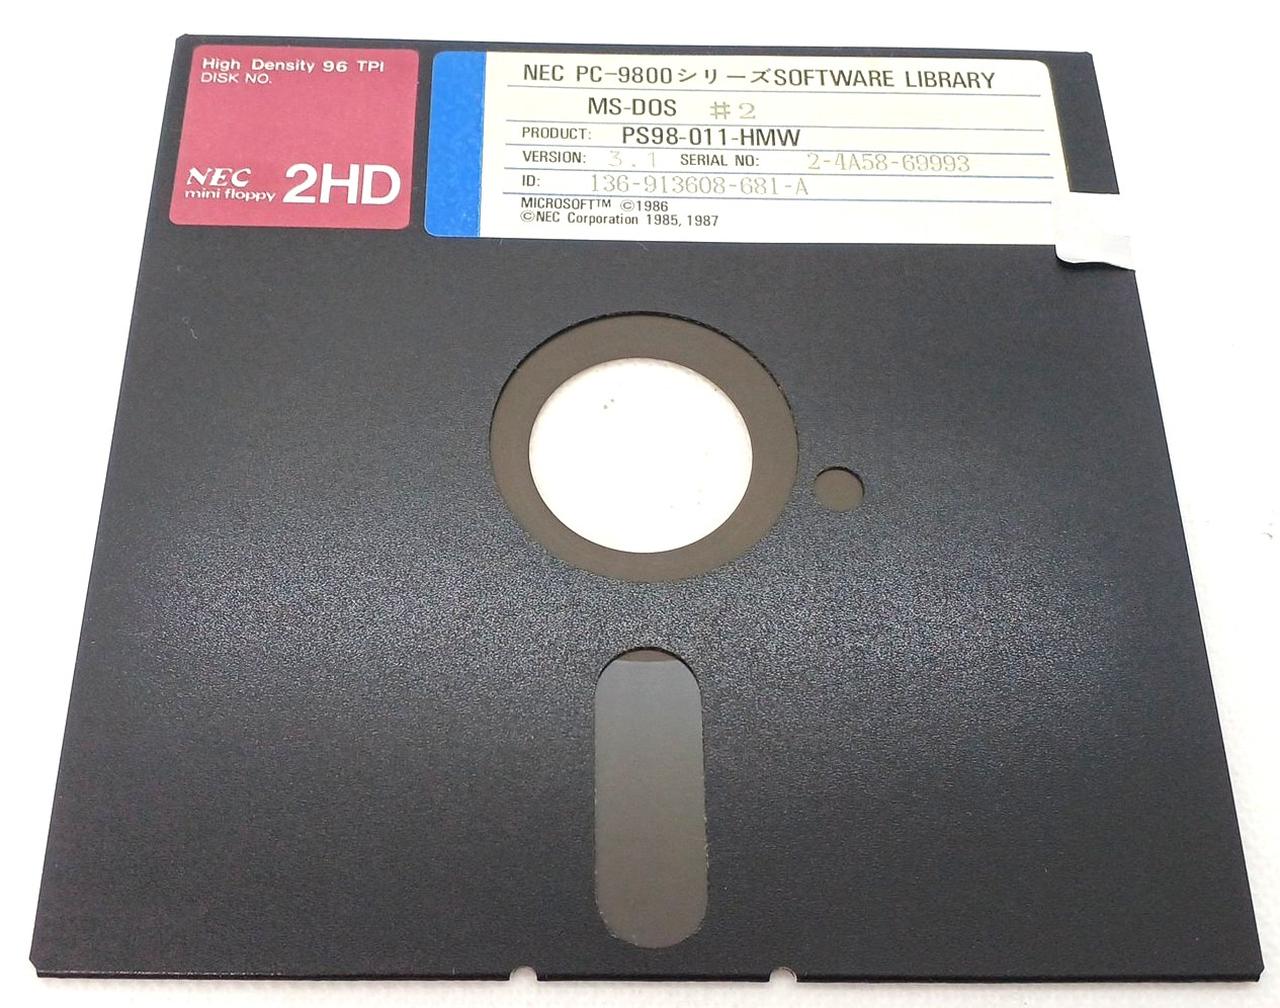 High Density 96 TPI
DISK NO.
NEC
mini floppy 2HD
NEC PC-9800シリーズSOFTWARE LIBRARY
MS-DOS #2
PRODUCT: PS98-011-HMW
VERSION: 3.1 SERIAL NO: 2-4A58-69993
ID: 136-913608-681-A
MICROSOFT™ ©1986
©NEC Corporation 1985, 1987